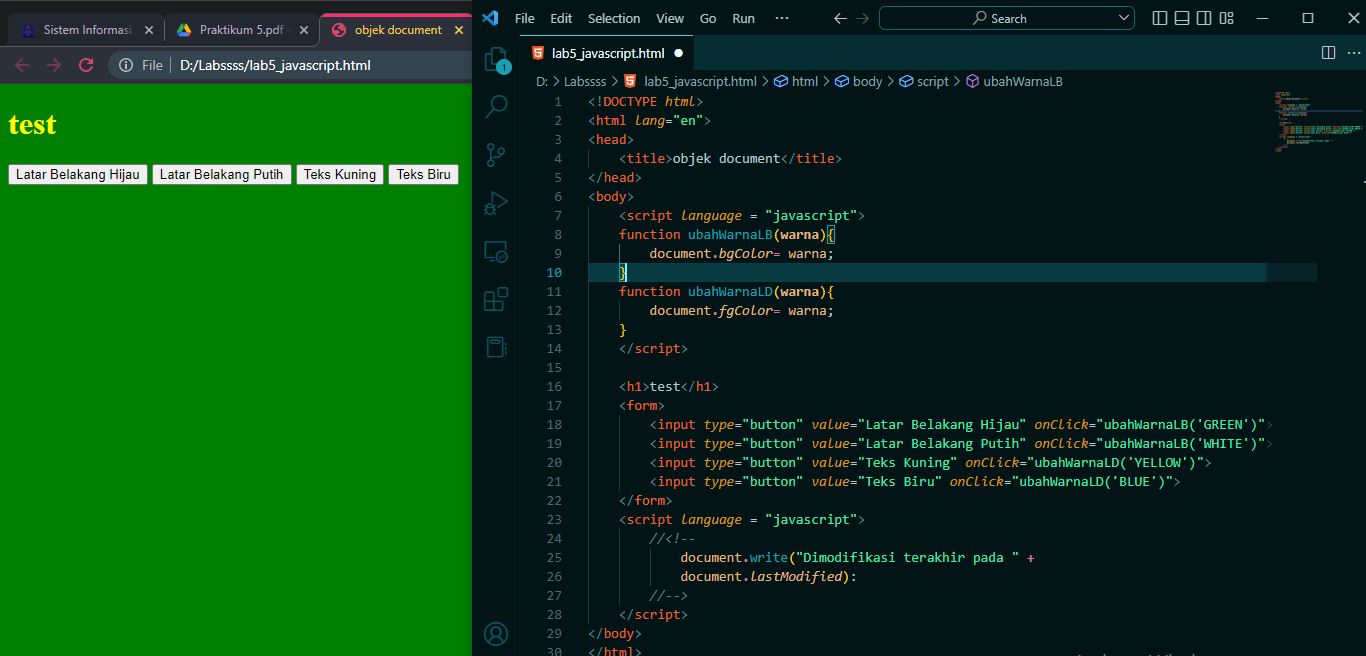 Sistem Informasi
Praktikum 5.pdf -
objek document
File
D:/Labssss/lab5_javascript.html
test
Latar Belakang Hijau
Latar Belakang Putih
Teks Kuning
Teks Biru
File Edit Selection View Go Run ···
Search
lab5_javascript.html
1
D: > Labssss > lab5_javascript.html > html > body > script > ubahWarnaLB
1 <!DOCTYPE html>
2 <html lang="en">
3 <head>
4 <title>objek document</title>
5 </head>
6 <body>
7 <script language = "javascript">
8 function ubahWarnaLB(warna){
9 document.bgColor= warna;
10 }
11 function ubahWarnaLD(warna){
12 document.fgColor= warna;
13 }
14 </script>
15
16 <h1>test</h1>
17 <form>
18 <input type="button" value="Latar Belakang Hijau" onClick="ubahWarnaLB('GREEN')">
19 <input type="button" value="Latar Belakang Putih" onClick="ubahWarnaLB('WHITE')">
20 <input type="button" value="Teks Kuning" onClick="ubahWarnaLD('YELLOW')">
21 <input type="button" value="Teks Biru" onClick="ubahWarnaLD('BLUE')">
22 </form>
23 <script language = "javascript">
24 //<!--
25 document.write("Dimodifikasi terakhir pada " +
26 document.lastModified):
27 //-->
28 </script>
29 </body>
30 </html>